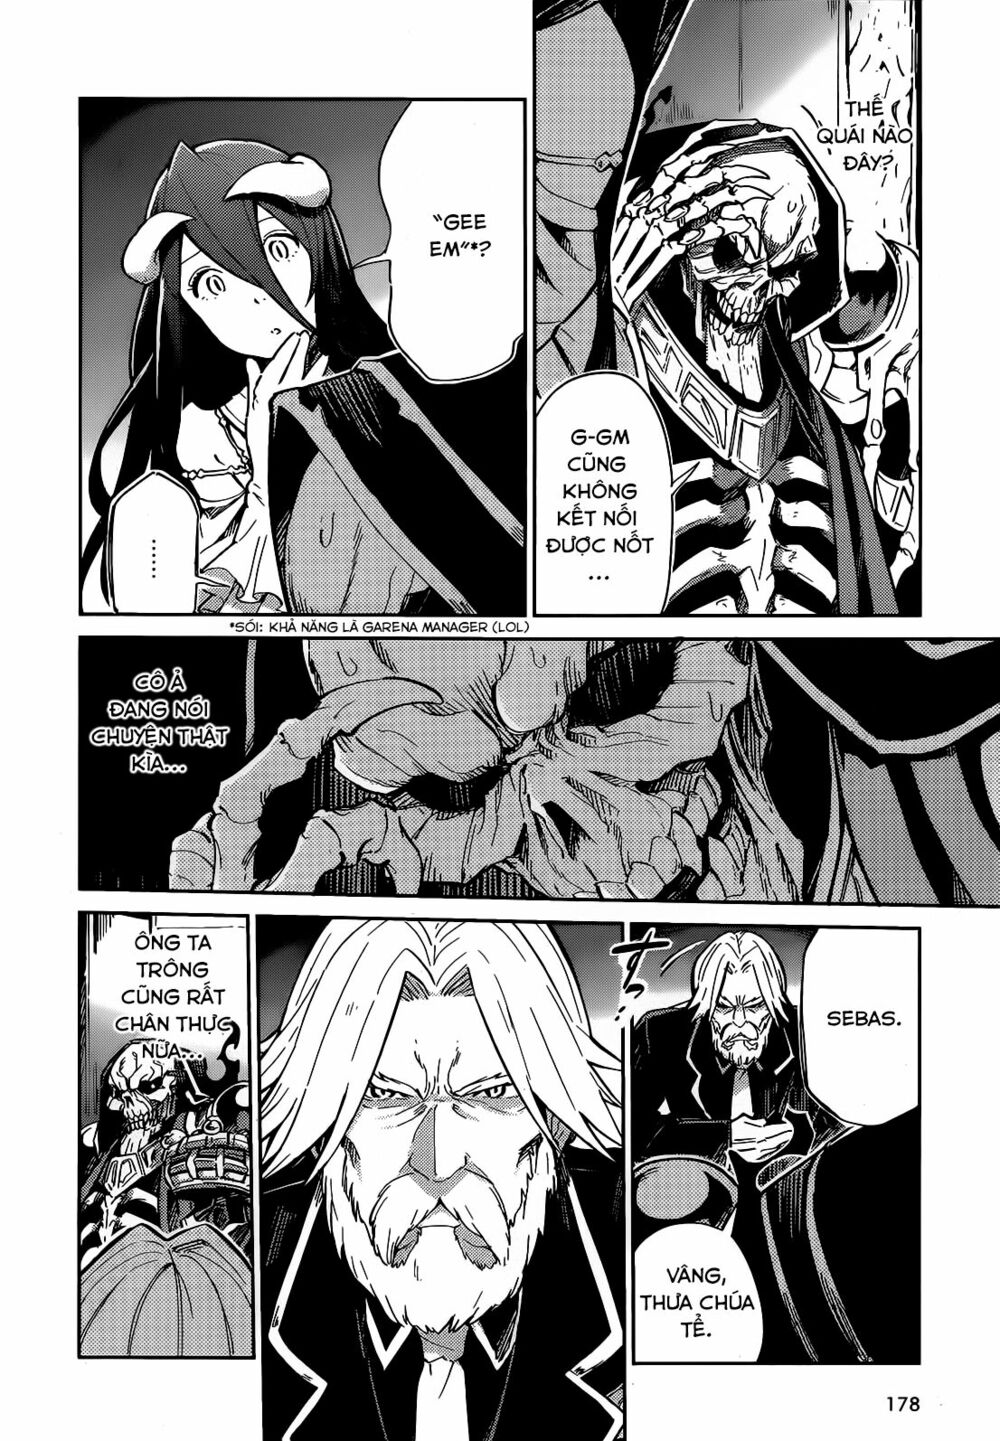 THẾ
QUÁI NÀO
ĐÂY?
G-GM
CŨNG
KHÔNG
KẾT NỐI
ĐƯỢC NỐT
...
"GEE
EM"*?
......
*SÓI: KHẢ NĂNG LÀ GARENA MANAGER (LOL)
CÔ Ả
ĐANG NÓI
CHUYỆN THẬT
KÌA...
SEBAS.
VÂNG,
THƯA CHÚA
TỂ.
すっ
ÔNG TA
TRÔNG
CŨNG RẤT
CHÂN THỰC
NỮA...
178